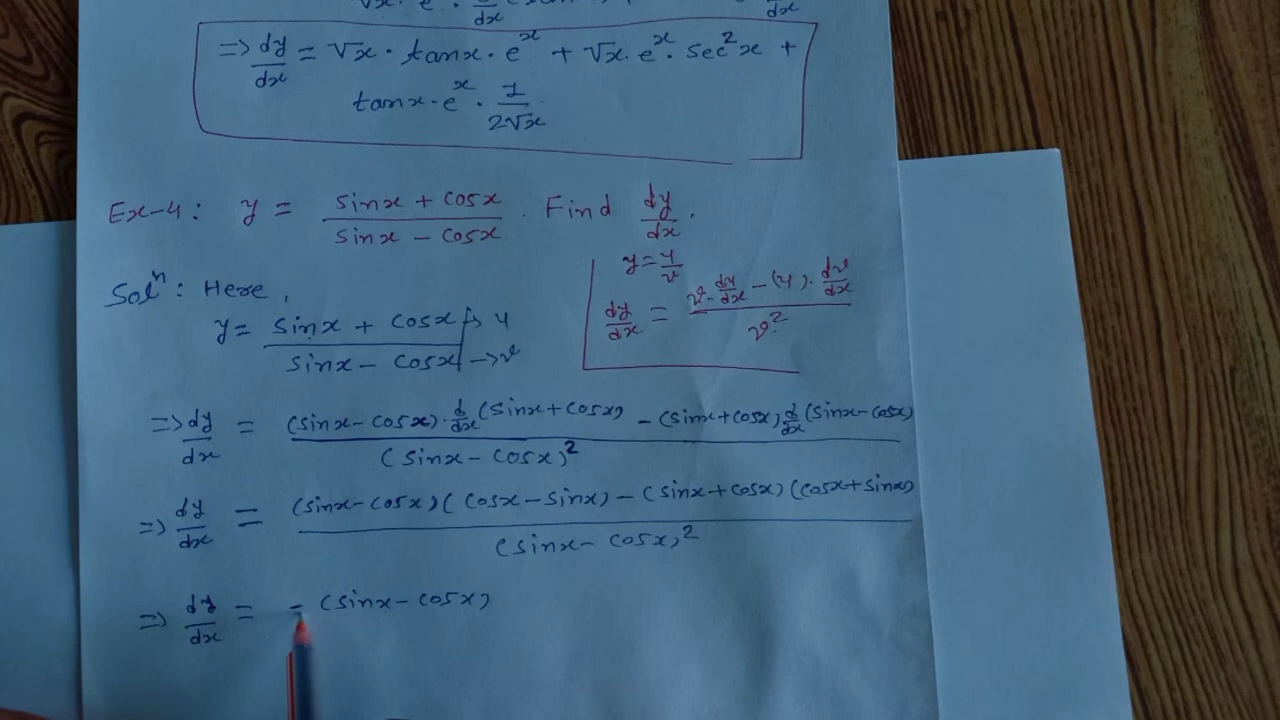 d/dx
=> dy/dx = √x · tanx · e^x + √x · e^x · sec²x +
tanx · e^x · 1/(2√x)
Ex-4: y = (sinx + cosx)/(sinx - cosx) . Find dy/dx.
Solⁿ: Here,
y = u/v
y = (sinx + cosx → u)/(sinx - cosx → v)
dy/dx = (v · du/dx - (u) · dv/dx)/v²
=> dy/dx = ((sinx - cosx) · d/dx (sinx + cosx) - (sinx + cosx) d/dx (sinx - cosx))/(sinx - cosx)²
=> dy/dx = ((sinx - cosx)(cosx - sinx) - (sinx + cosx)(cosx + sinx))/(sinx - cosx)²
=> dy/dx = - (sinx - cosx)